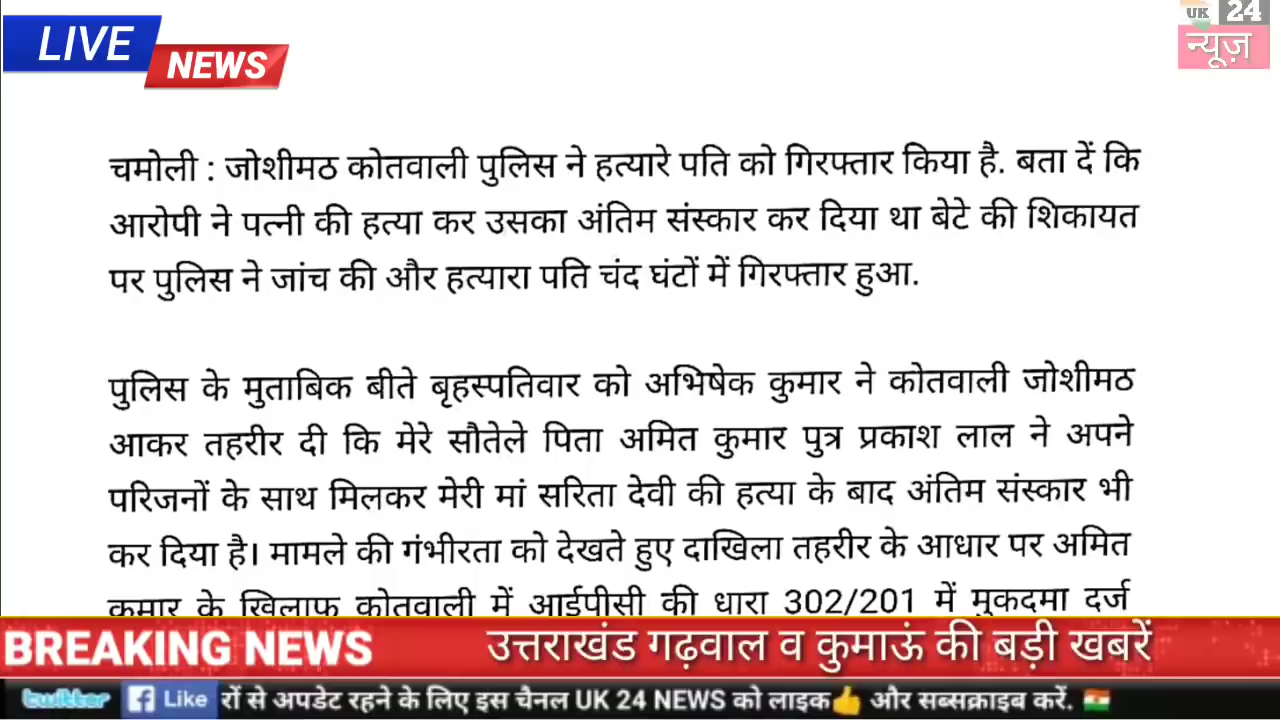 LIVE
NEWS
UK 24
न्यूज़
चमोली : जोशीमठ कोतवाली पुलिस ने हत्यारे पति को गिरफ्तार किया है. बता दें कि
आरोपी ने पत्नी की हत्या कर उसका अंतिम संस्कार कर दिया था बेटे की शिकायत
पर पुलिस ने जांच की और हत्यारा पति चंद घंटों में गिरफ्तार हुआ.
पुलिस के मुताबिक बीते बृहस्पतिवार को अभिषेक कुमार ने कोतवाली जोशीमठ
आकर तहरीर दी कि मेरे सौतेले पिता अमित कुमार पुत्र प्रकाश लाल ने अपने
परिजनों के साथ मिलकर मेरी मां सरिता देवी की हत्या के बाद अंतिम संस्कार भी
कर दिया है। मामले की गंभीरता को देखते हुए दाखिला तहरीर के आधार पर अमित
कुमार के खिलाफ कोतवाली में आईपीसी की धारा 302/201 में मुकदमा दर्ज
BREAKING NEWS उत्तराखंड गढ़वाल व कुमाऊं की बड़ी खबरें
twitter Like रों से अपडेट रहने के लिए इस चैनल UK 24 NEWS को लाइक👍 और सब्सक्राइब करें. 🇮🇳